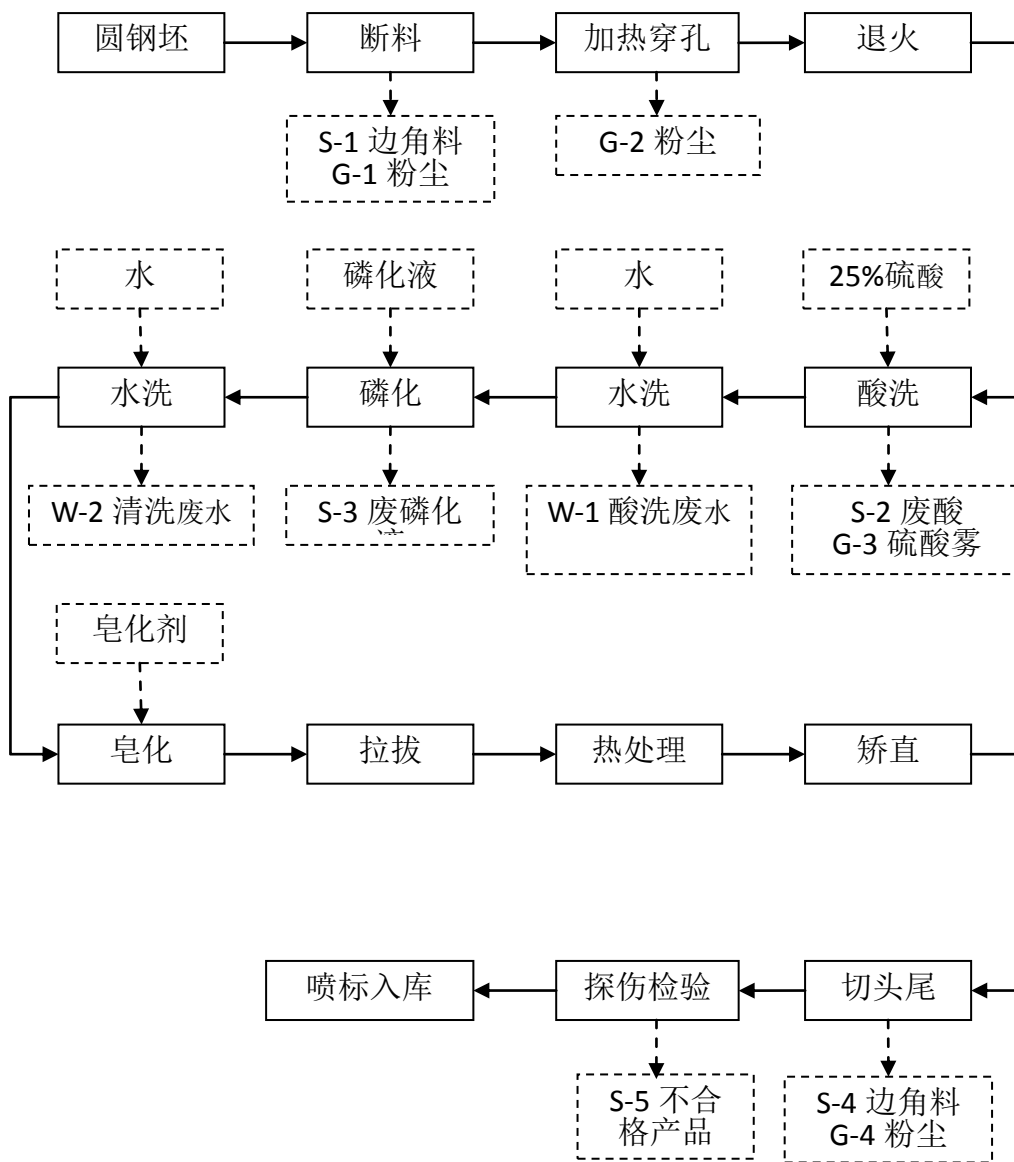 圆钢坯
断料
加热穿孔
退火
S-1 边角料
G-1 粉尘
G-2 粉尘
水
磷化液
水
25%硫酸
水洗
磷化
水洗
酸洗
W-2 清洗废水
S-3 废磷化
W-1 酸洗废水
S-2 废酸
G-3 硫酸雾
皂化剂
皂化
拉拔
热处理
矫直
喷标入库
探伤检验
切头尾
S-5 不合
格产品
S-4 边角料
G-4 粉尘